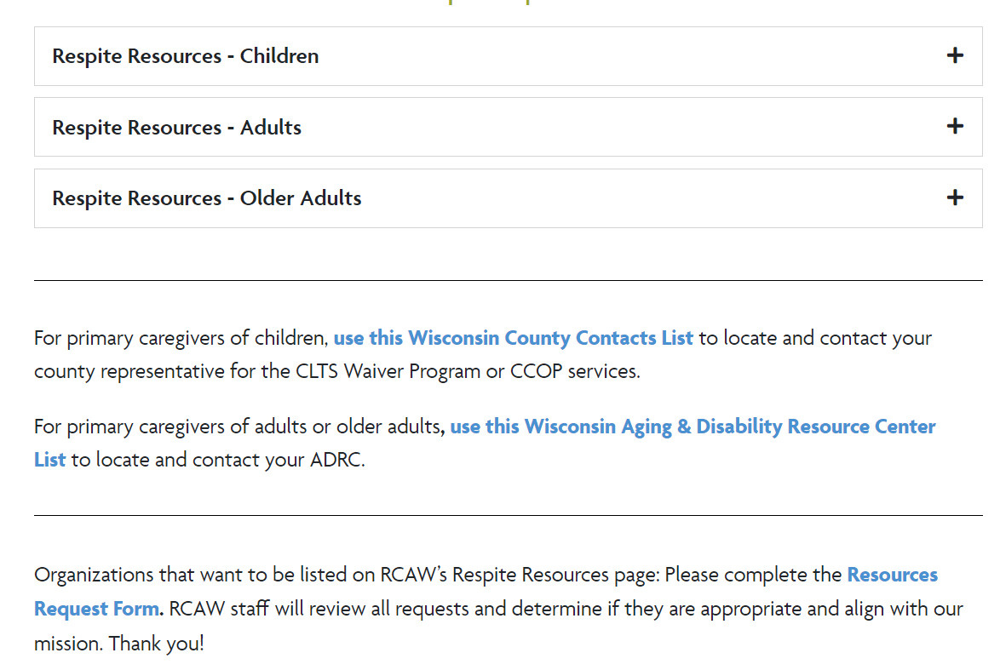 Respite Resources - Children
Respite Resources - Adults
Respite Resources - Older Adults
For primary caregivers of children, use this Wisconsin County Contacts List to locate and contact your
county representative for the CLTS Waiver Program or CCOP services.
For primary caregivers of adults or older adults, use this Wisconsin Aging & Disability Resource Center
List to locate and contact your ADRC.
Organizations that want to be listed on RCAW’s Respite Resources page: Please complete the Resources
Request Form. RCAW staff will review all requests and determine if they are appropriate and align with our
mission. Thank you!